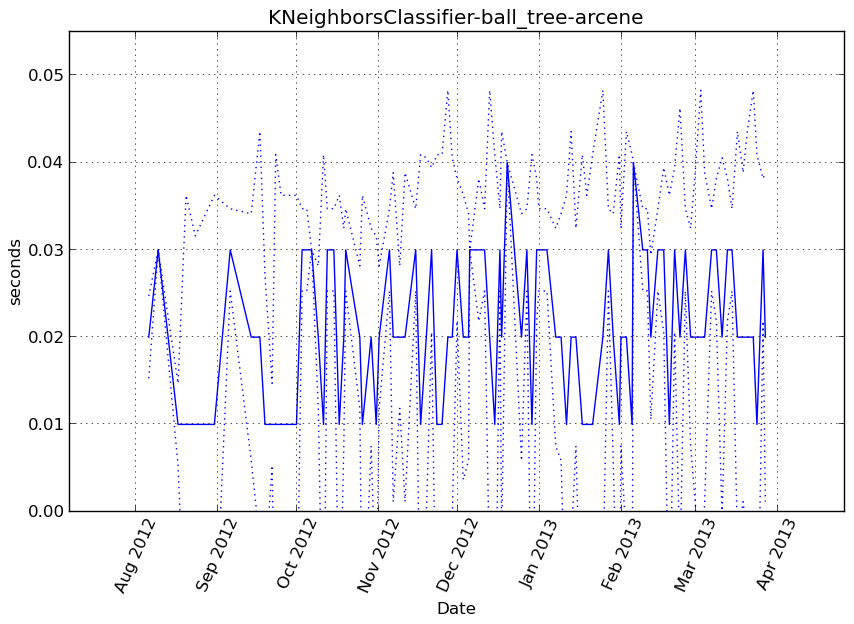 KNeighborsClassifier-ball_tree-arcene
0.05
0.04
0.03
0.02
0.01
0.00
seconds
Aug 2012
Sep 2012
Oct 2012
Nov 2012
Dec 2012
Jan 2013
Feb 2013
Mar 2013
Apr 2013
Date